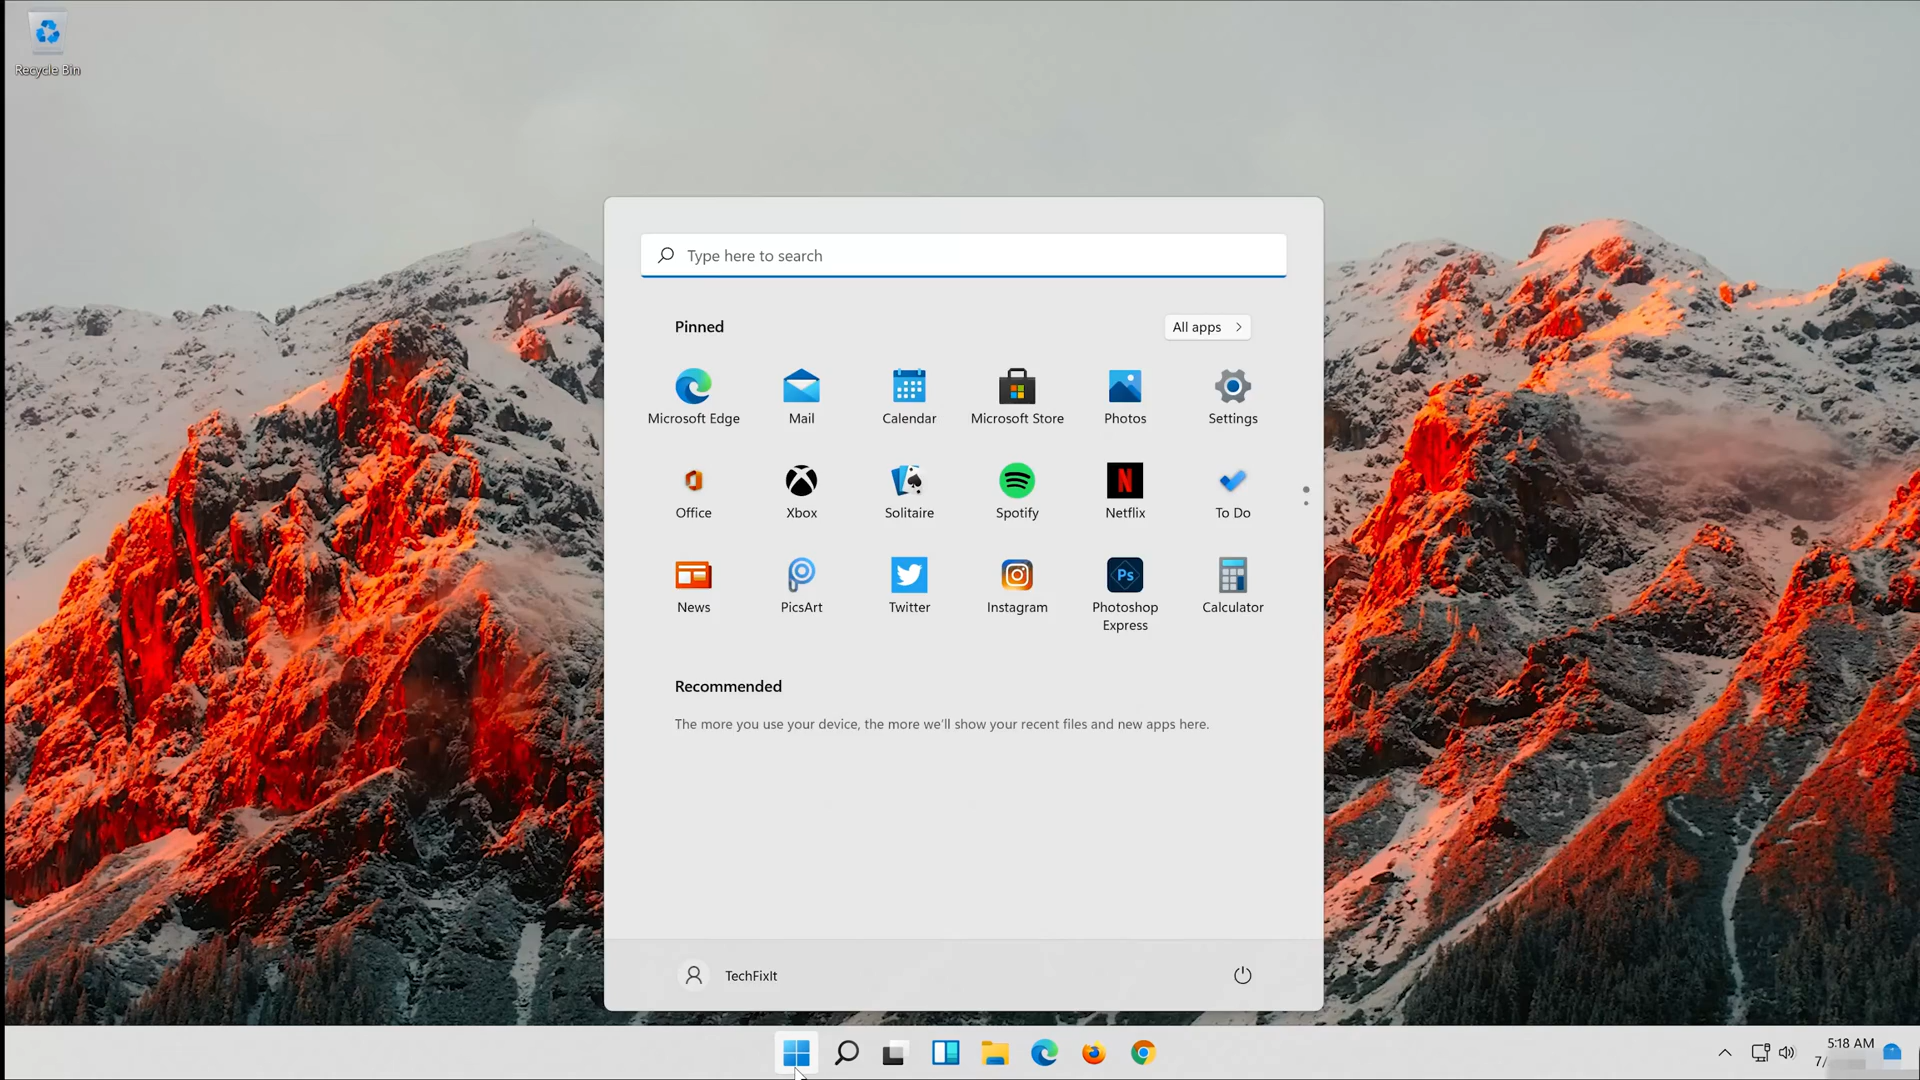 Recycle Bin
Type here to search
Pinned
All apps
Microsoft Edge
Mail
Calendar
Microsoft Store
Photos
Settings
Office
Xbox
Solitaire
Spotify
N
Netflix
To Do
News
PicsArt
Twitter
Instagram
Ps
Photoshop
Express
Calculator
Recommended
The more you use your device, the more we'll show your recent files and new apps here.
TechFixIt
5:18 AM
7/